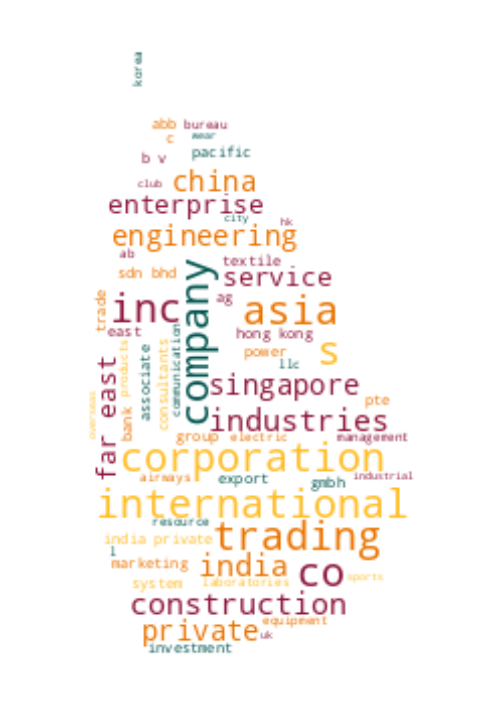 korea
abb bureau
c wear
b v pacific
club china
enterprise
city hk
engineering
ab textile
sdn bhd service
company
trade inc ag asia
east hong kong
communication
power s
llc
far east
products
associate
consultants
singapore
overseas
bank
pte
industries
group electric management
corporation
airways export gmbh industrial
international
resource
trading
india private
l
marketing india co
system laboratories sports
construction
equipment
private uk
investment